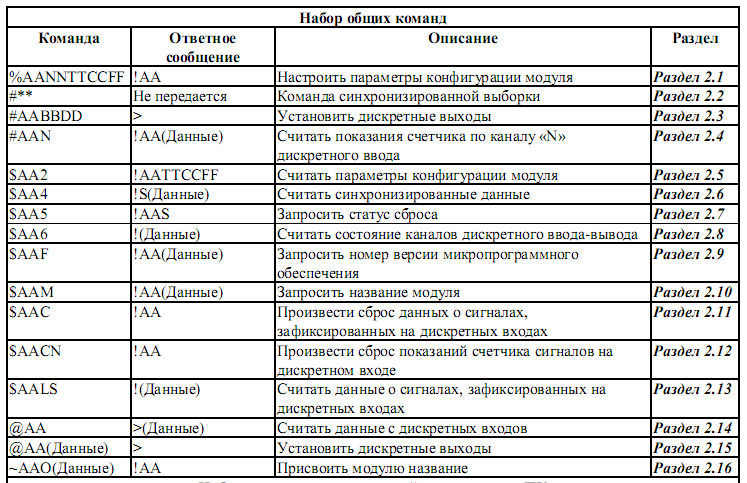 Набор общих команд
Команда Ответное сообщение Описание Раздел
%AANNTTCCFF !AA Настроить параметры конфигурации модуля Раздел 2.1
#** Не передается Команда синхронизированной выборки Раздел 2.2
#AABBDD > Установить дискретные выходы Раздел 2.3
#AAN !AA(Данные) Считать показания счетчика по каналу «N»
дискретного ввода
Раздел 2.4
$AA2 !AATTCCFF Считать параметры конфигурации модуля Раздел 2.5
$AA4 !S(Данные) Считать синхронизированные данные Раздел 2.6
$AA5 !AAS Запросить статус сброса Раздел 2.7
$AA6 !(Данные) Считать состояние каналов дискретного ввода-вывода Раздел 2.8
$AAF !AA(Данные) Запросить номер версии микропрограммного
обеспечения
Раздел 2.9
$AAM !AA(Данные) Запросить название модуля Раздел 2.10
$AAC !AA Произвести сброс данных о сигналах,
зафиксированных на дискретных входах
Раздел 2.11
$AACN !AA Произвести сброс показаний счетчика сигналов на
дискретном входе
Раздел 2.12
$AALS !(Данные) Считать данные о сигналах, зафиксированных на
дискретных входах
Раздел 2.13
@AA >(Данные) Считать данные с дискретных входов Раздел 2.14
@AA(Данные) > Установить дискретные выходы Раздел 2.15
~AAO(Данные) !AA Присвоить модулю название Раздел 2.16